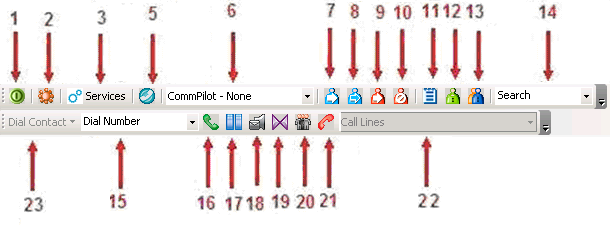 1 2 3 5 6 7 8 9 10 11 12 13 14
Services CommPilot - None Search
Dial Contact Dial Number Call Lines
23 15 16 17 18 19 20 21 22